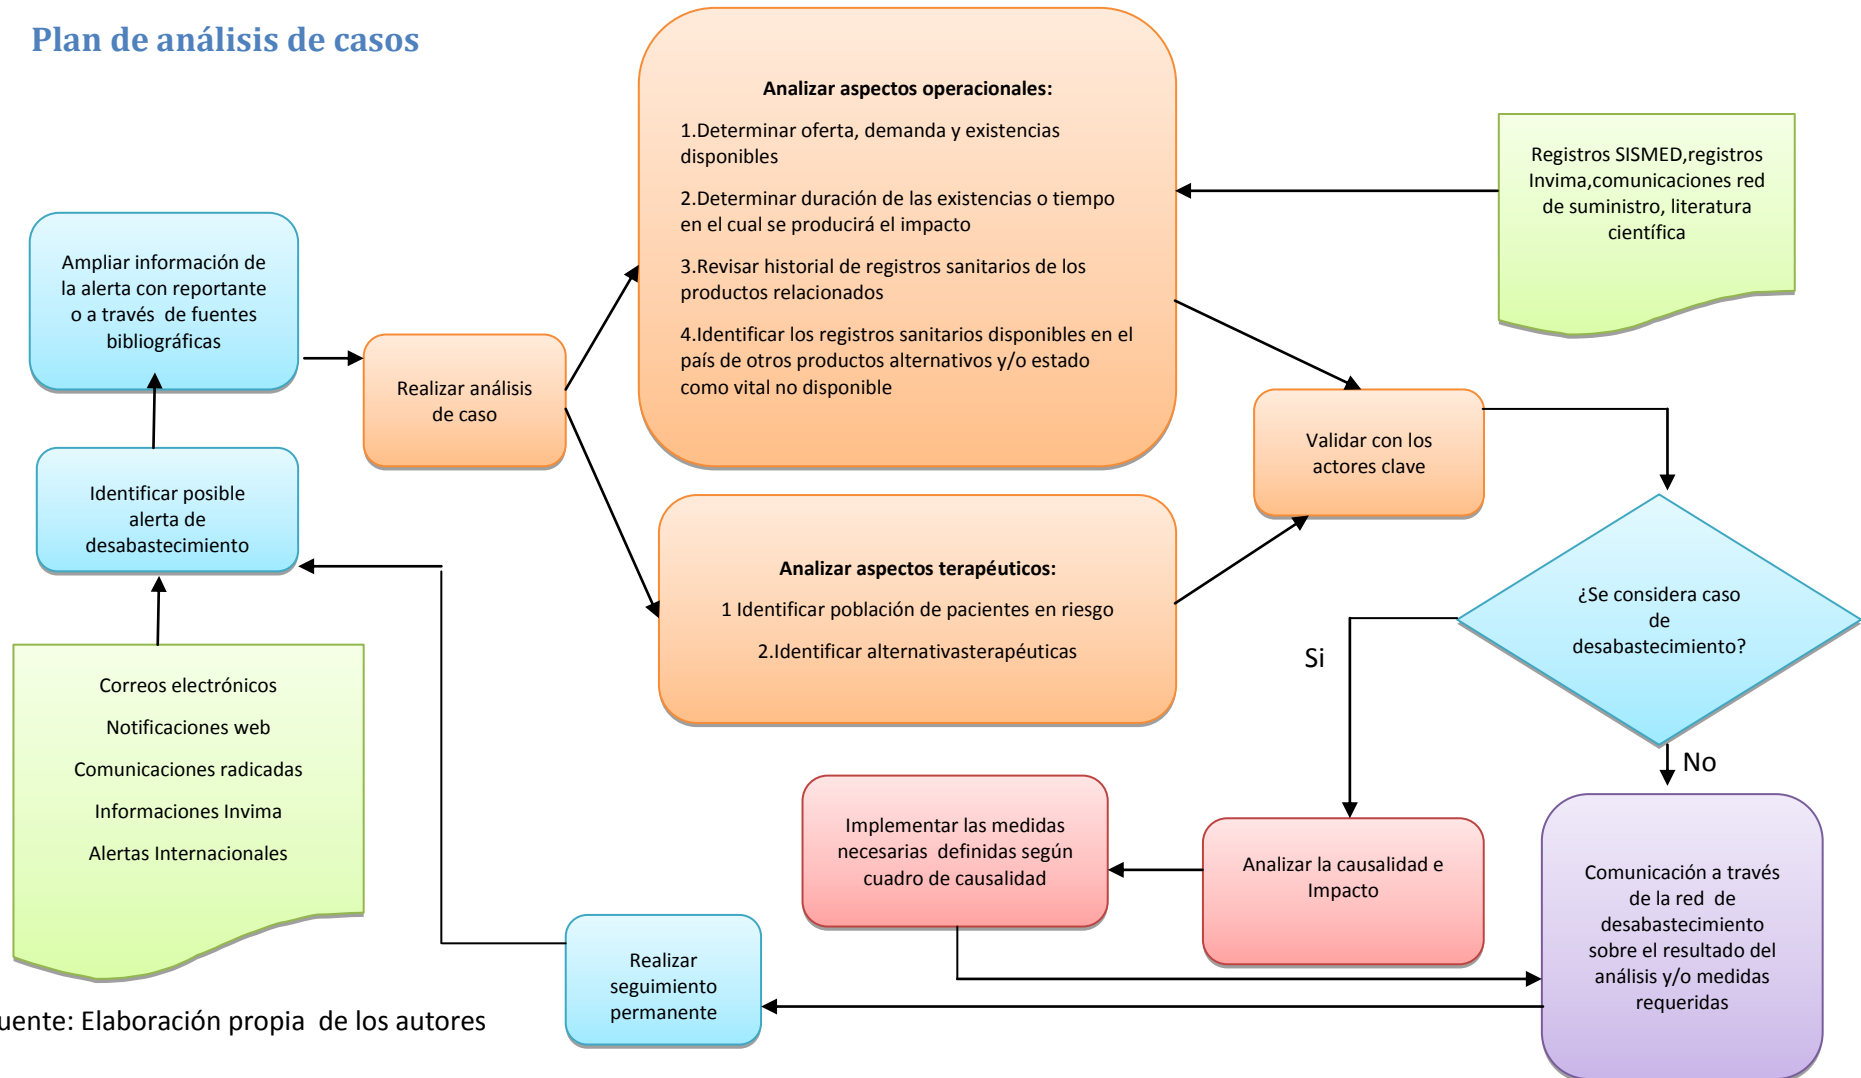 Plan de análisis de casos
Analizar aspectos operacionales:
1.Determinar oferta, demanda y existencias
disponibles
2.Determinar duración de las existencias o tiempo
en el cual se producirá el impacto
3.Revisar historial de registros sanitarios de los
productos relacionados
4.Identificar los registros sanitarios disponibles en el
país de otros productos alternativos y/o estado
como vital no disponible
Registros SISMED,registros
Invima,comunicaciones red
de suministro, literatura
científica
Ampliar información de
la alerta con reportante
o a través de fuentes
bibliográficas
Realizar análisis
de caso
Identificar posible
alerta de
desabastecimiento
Validar con los
actores clave
Analizar aspectos terapéuticos:
1 Identificar población de pacientes en riesgo
2.Identificar alternativasterapéuticas
¿Se considera caso
de
desabastecimiento?
Si
No
Correos electrónicos
Notificaciones web
Comunicaciones radicadas
Informaciones Invima
Alertas Internacionales
Implementar las medidas
necesarias definidas según
cuadro de causalidad
Analizar la causalidad e
Impacto
Comunicación a través
de la red de
desabastecimiento
sobre el resultado del
análisis y/o medidas
requeridas
Realizar
seguimiento
permanente
uente: Elaboración propia de los autores